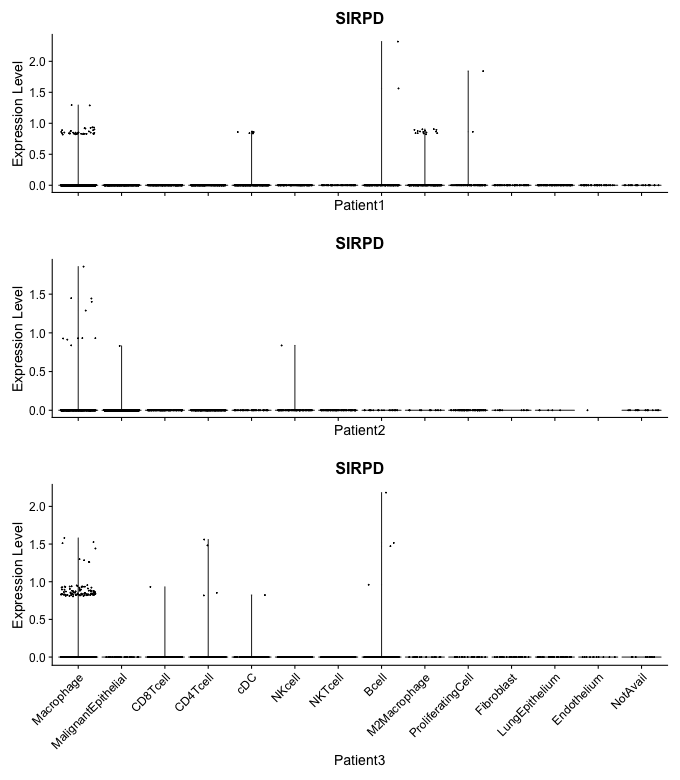 SIRPD
Expression Level
2.0
1.5
1.0
0.5
0.0
Patient1
SIRPD
Expression Level
1.5
1.0
0.5
0.0
Patient2
SIRPD
Expression Level
2.0
1.5
1.0
0.5
0.0
Macrophage
MalignantEpithelial
CD8Tcell
CD4Tcell
cDC
NKcell
NKTcell
Bcell
M2Macrophage
ProliferatingCell
Fibroblast
LungEpithelium
Endothelium
NotAvail
Patient3